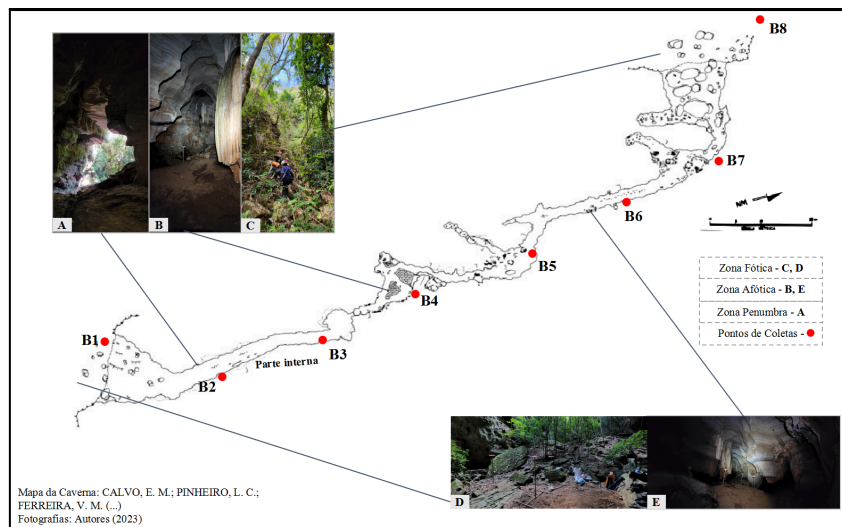 B8
B7
NM
B6
A
B
C
Zona Fótica - C, D
Zona Afótica - B, E
Zona Penumbra - A
Pontos de Coletas -
B5
B4
B1
B3
Parte interna
B2
D
E
Mapa da Caverna: CALVO, E. M.; PINHEIRO, L. C.;
FERREIRA, V. M. (...)
Fotografias: Autores (2023)